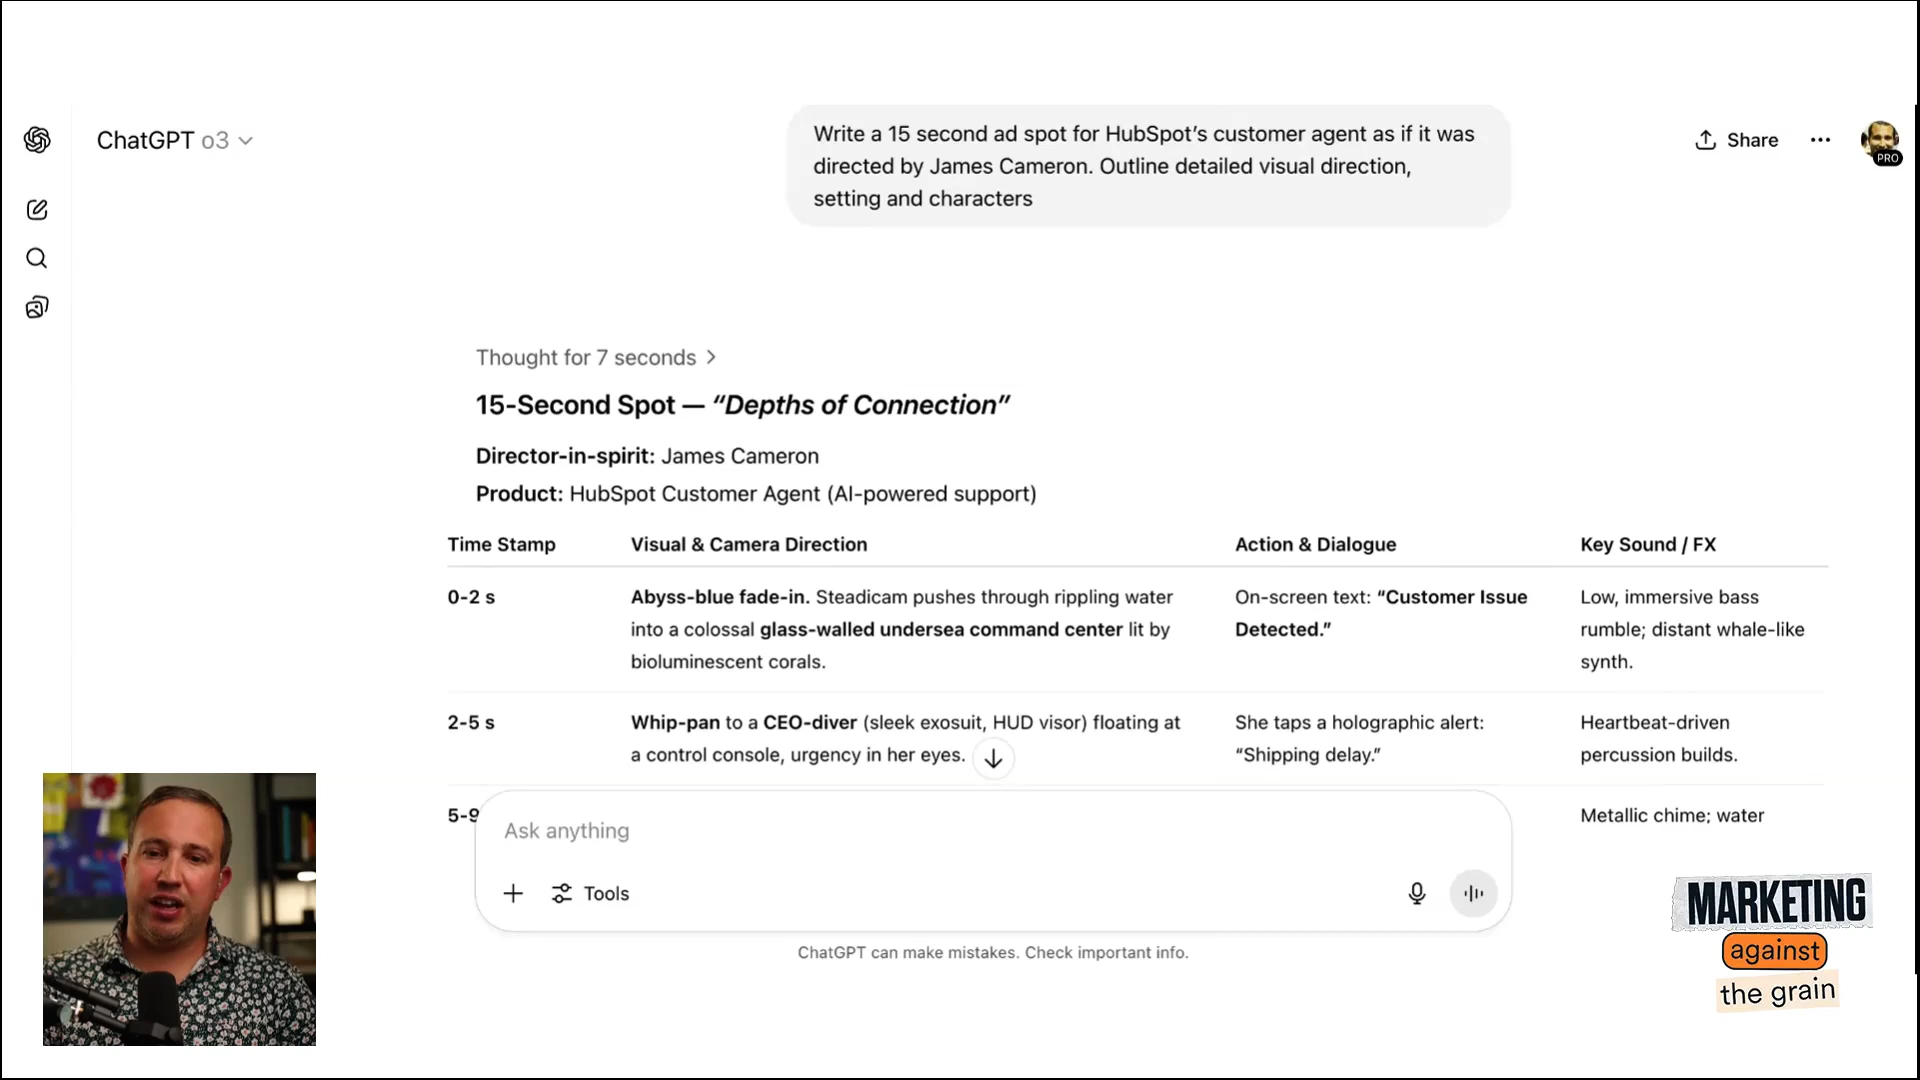 Write a 15 second ad spot for HubSpot's customer agent as if it was
directed by James Cameron. Outline detailed visual direction,
setting and characters
ChatGPT o3
Share
PRO
Thought for 7 seconds
15-Second Spot — “Depths of Connection”
Director-in-spirit: James Cameron
Product: HubSpot Customer Agent (AI-powered support)
Time Stamp Visual & Camera Direction Action & Dialogue Key Sound / FX
0-2 s
Abyss-blue fade-in. Steadicam pushes through rippling water
into a colossal glass-walled undersea command center lit by
bioluminescent corals.
On-screen text: “Customer Issue
Detected.”
Low, immersive bass
rumble; distant whale-like
synth.
2-5 s
Whip-pan to a CEO-diver (sleek exosuit, HUD visor) floating at
a control console, urgency in her eyes.
She taps a holographic alert:
“Shipping delay.”
Heartbeat-driven
percussion builds.
5-9
Metallic chime; water
Ask anything
Tools
ChatGPT can make mistakes. Check important info.
MARKETING
against
the grain